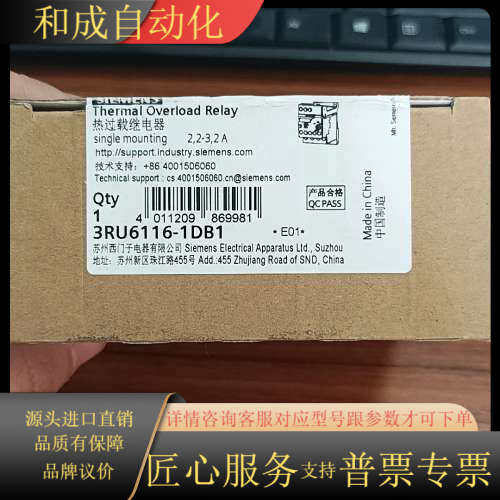 和成自动化
SIEMENS
Thermal Overload Relay
热过载继电器
single mounting 2,2-3,2 A
http://support.industry.siemens.com
技术支持：+86 4001506060
Technical support : cs 4001506060.cn@siemens.com
Qty
1
4 011209 869981
3RU6116-1DB1 *E01*
苏州西门子电器有限公司 Siemens Electrical Apparatus Ltd., Suzhou
地址：苏州新区珠江路455号 Add.:455 Zhujiang Road of SND, China
产品合格
QC PASS
Made in China
中国制造
源头进口直销
品质有保障
品牌议价
详情咨询客服对应型号跟参数才可下单
匠心服务 支持 普票专票